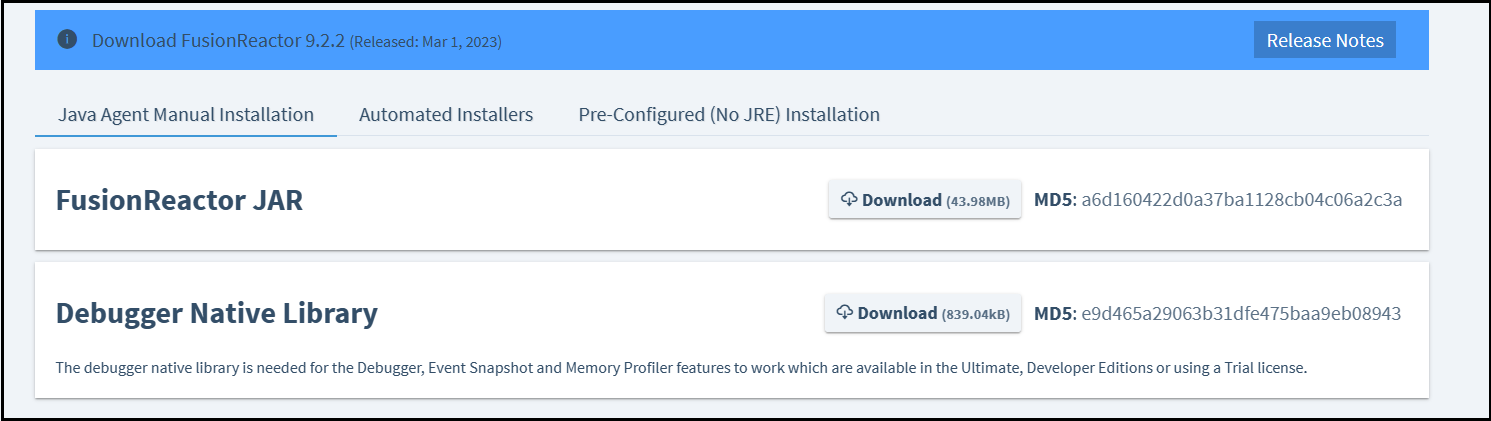 Download FusionReactor 9.2.2 (Released: Mar 1, 2023)
Release Notes
Java Agent Manual Installation
Automated Installers
Pre-Configured (No JRE) Installation
FusionReactor JAR
Download (43.98MB)
MD5: a6d160422d0a37ba1128cb04c06a2c3a
Debugger Native Library
Download (839.04kB)
MD5: e9d465a29063b31dfe475baa9eb08943
The debugger native library is needed for the Debugger, Event Snapshot and Memory Profiler features to work which are available in the Ultimate, Developer Editions or using a Trial license.